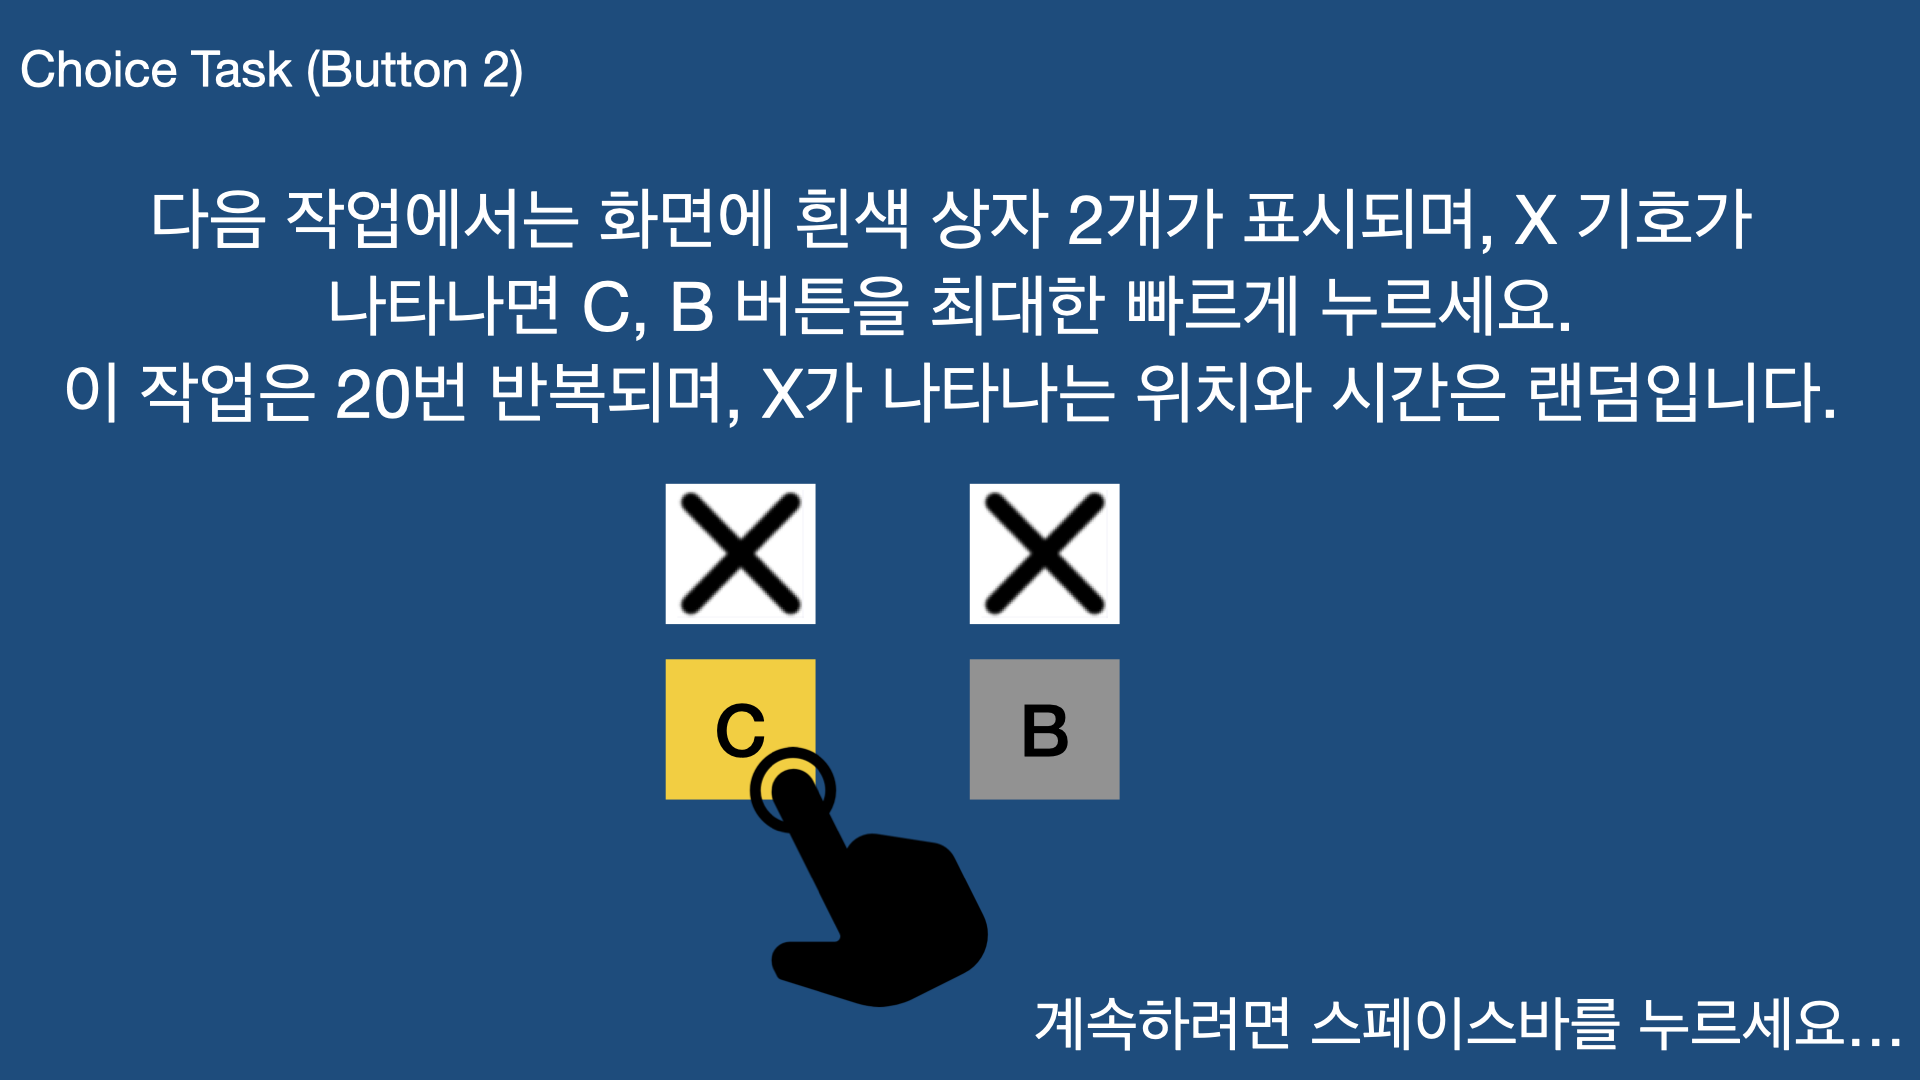 Choice Task (Button 2)
다음 작업에서는 화면에 흰색 상자 2개가 표시되며, X 기호가
나타나면 C, B 버튼을 최대한 빠르게 누르세요.
이 작업은 20번 반복되며, X가 나타나는 위치와 시간은 랜덤입니다.
C B
계속하려면 스페이스바를 누르세요...